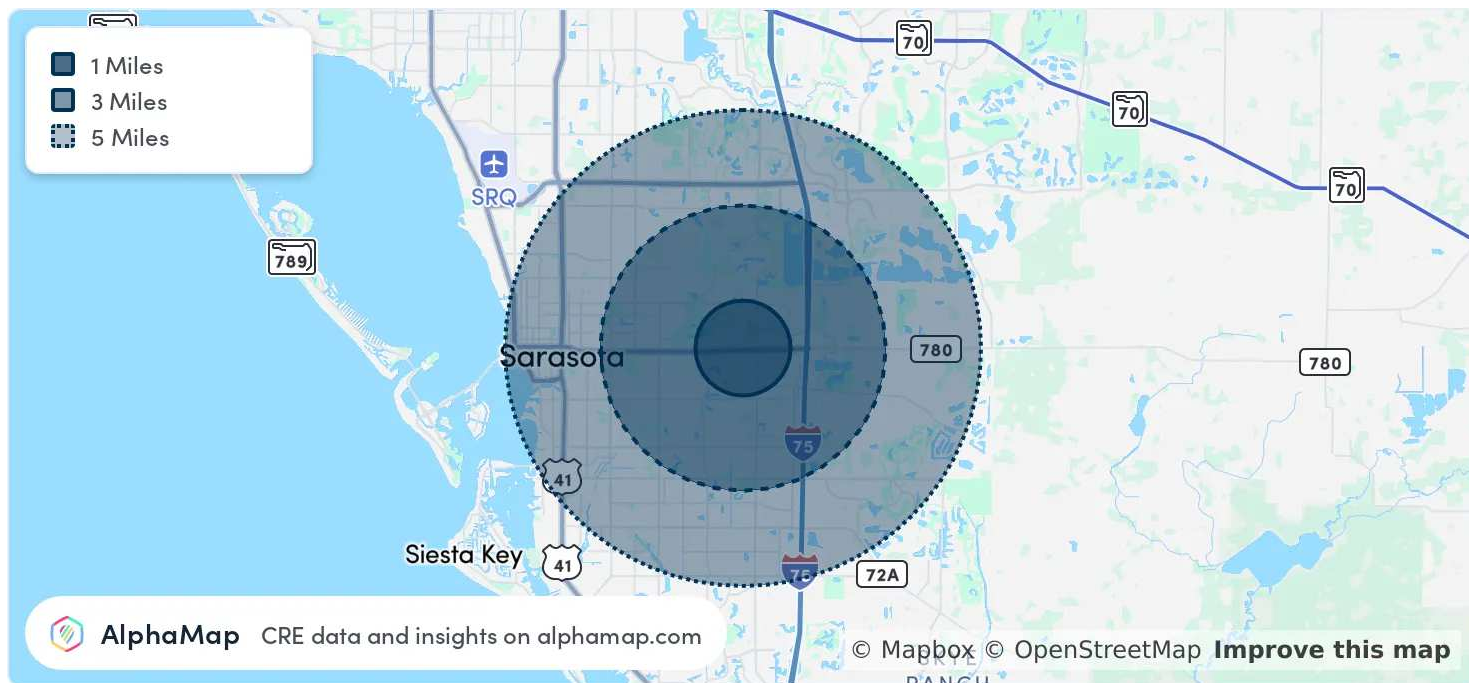 1 Miles
3 Miles
5 Miles
70
70
SRQ
70
789
Sarasota
780
780
75
41
Siesta Key
41
75
72A
AlphaMap CRE data and insights on alphamap.com
© Mapbox © OpenStreetMap Improve this map
RANCH